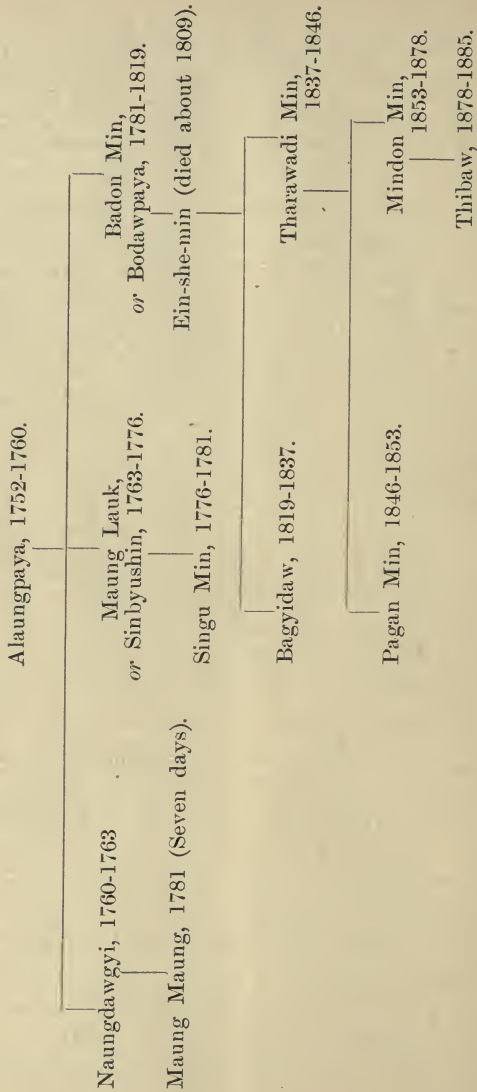 Alaungpaya, 1752-1760.
Naungdawgyi, 1760-1763
Maung Maung, 1781 (Seven days).
Maung Lauk,
or Sinbyushin, 1763-1776.
Singu Min, 1776-1781.
Badon Min,
or Bodawpaya, 1781-1819.
Ein-she-min (died about 1809).
Bagyidaw, 1819-1837.
Tharawadi Min,
1837-1846.
Pagan Min, 1846-1853.
Mindon Min,
1853-1878.
Thibaw, 1878-1885.